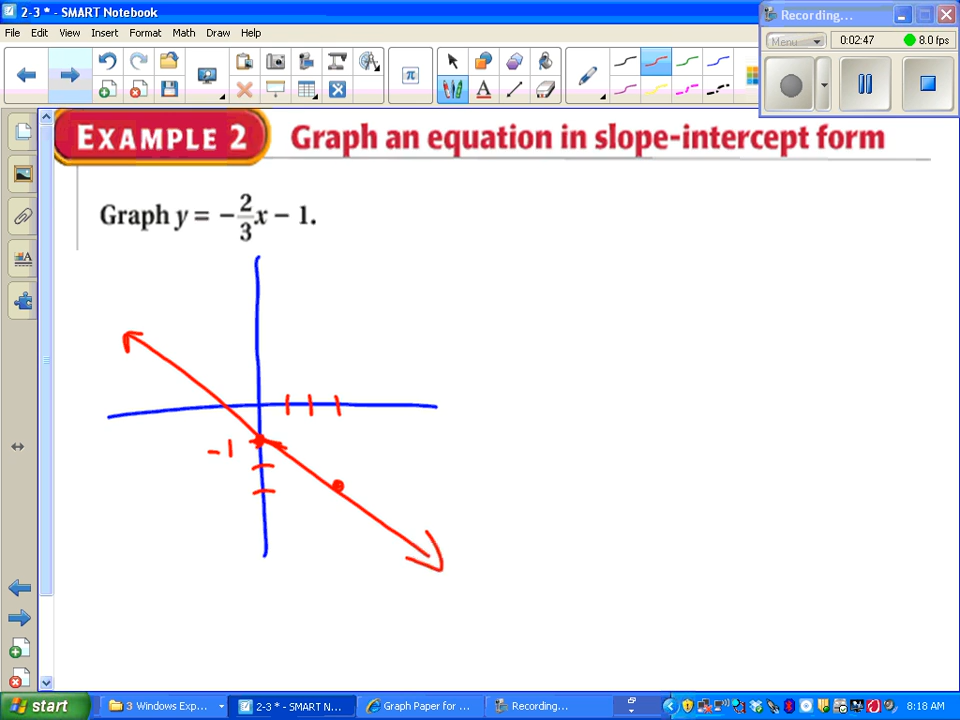 2-3 * - SMART Notebook
Recording...
File Edit View Insert Format Math Draw Help
Menu
0:02:47
8.0 fps
π
A
EXAMPLE 2 Graph an equation in slope-intercept form
Graph y = -2/3x - 1.
-1
start
3 Windows Exp...
2-3 * - SMART N...
Graph Paper for ...
Recording...
8:18 AM